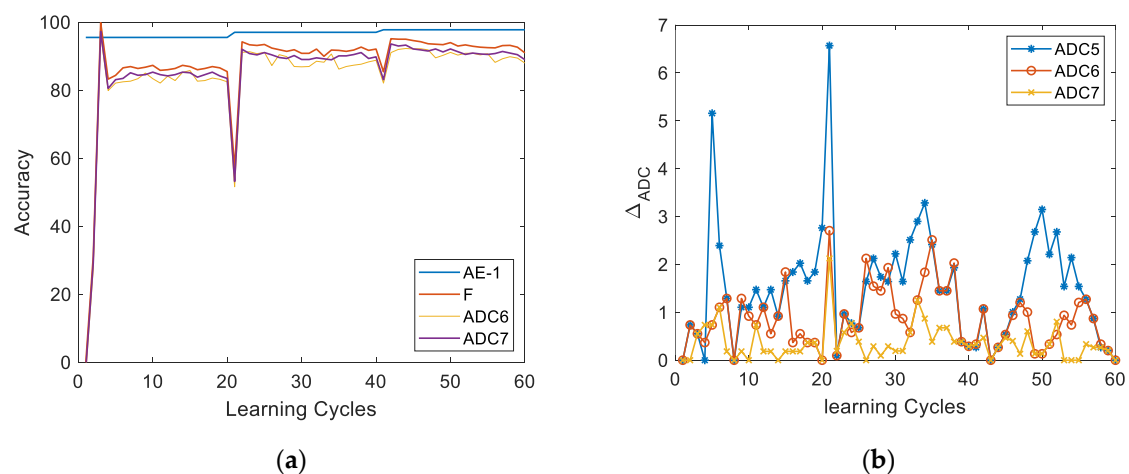 Accuracy
100
80
60
40
20
0
AE-1
F
ADC6
ADC7
0 10 20 30 40 50 60
Learning Cycles
(a)
Δ_ADC
7
6
5
4
3
2
1
0
ADC5
ADC6
ADC7
0 10 20 30 40 50 60
learning Cycles
(b)